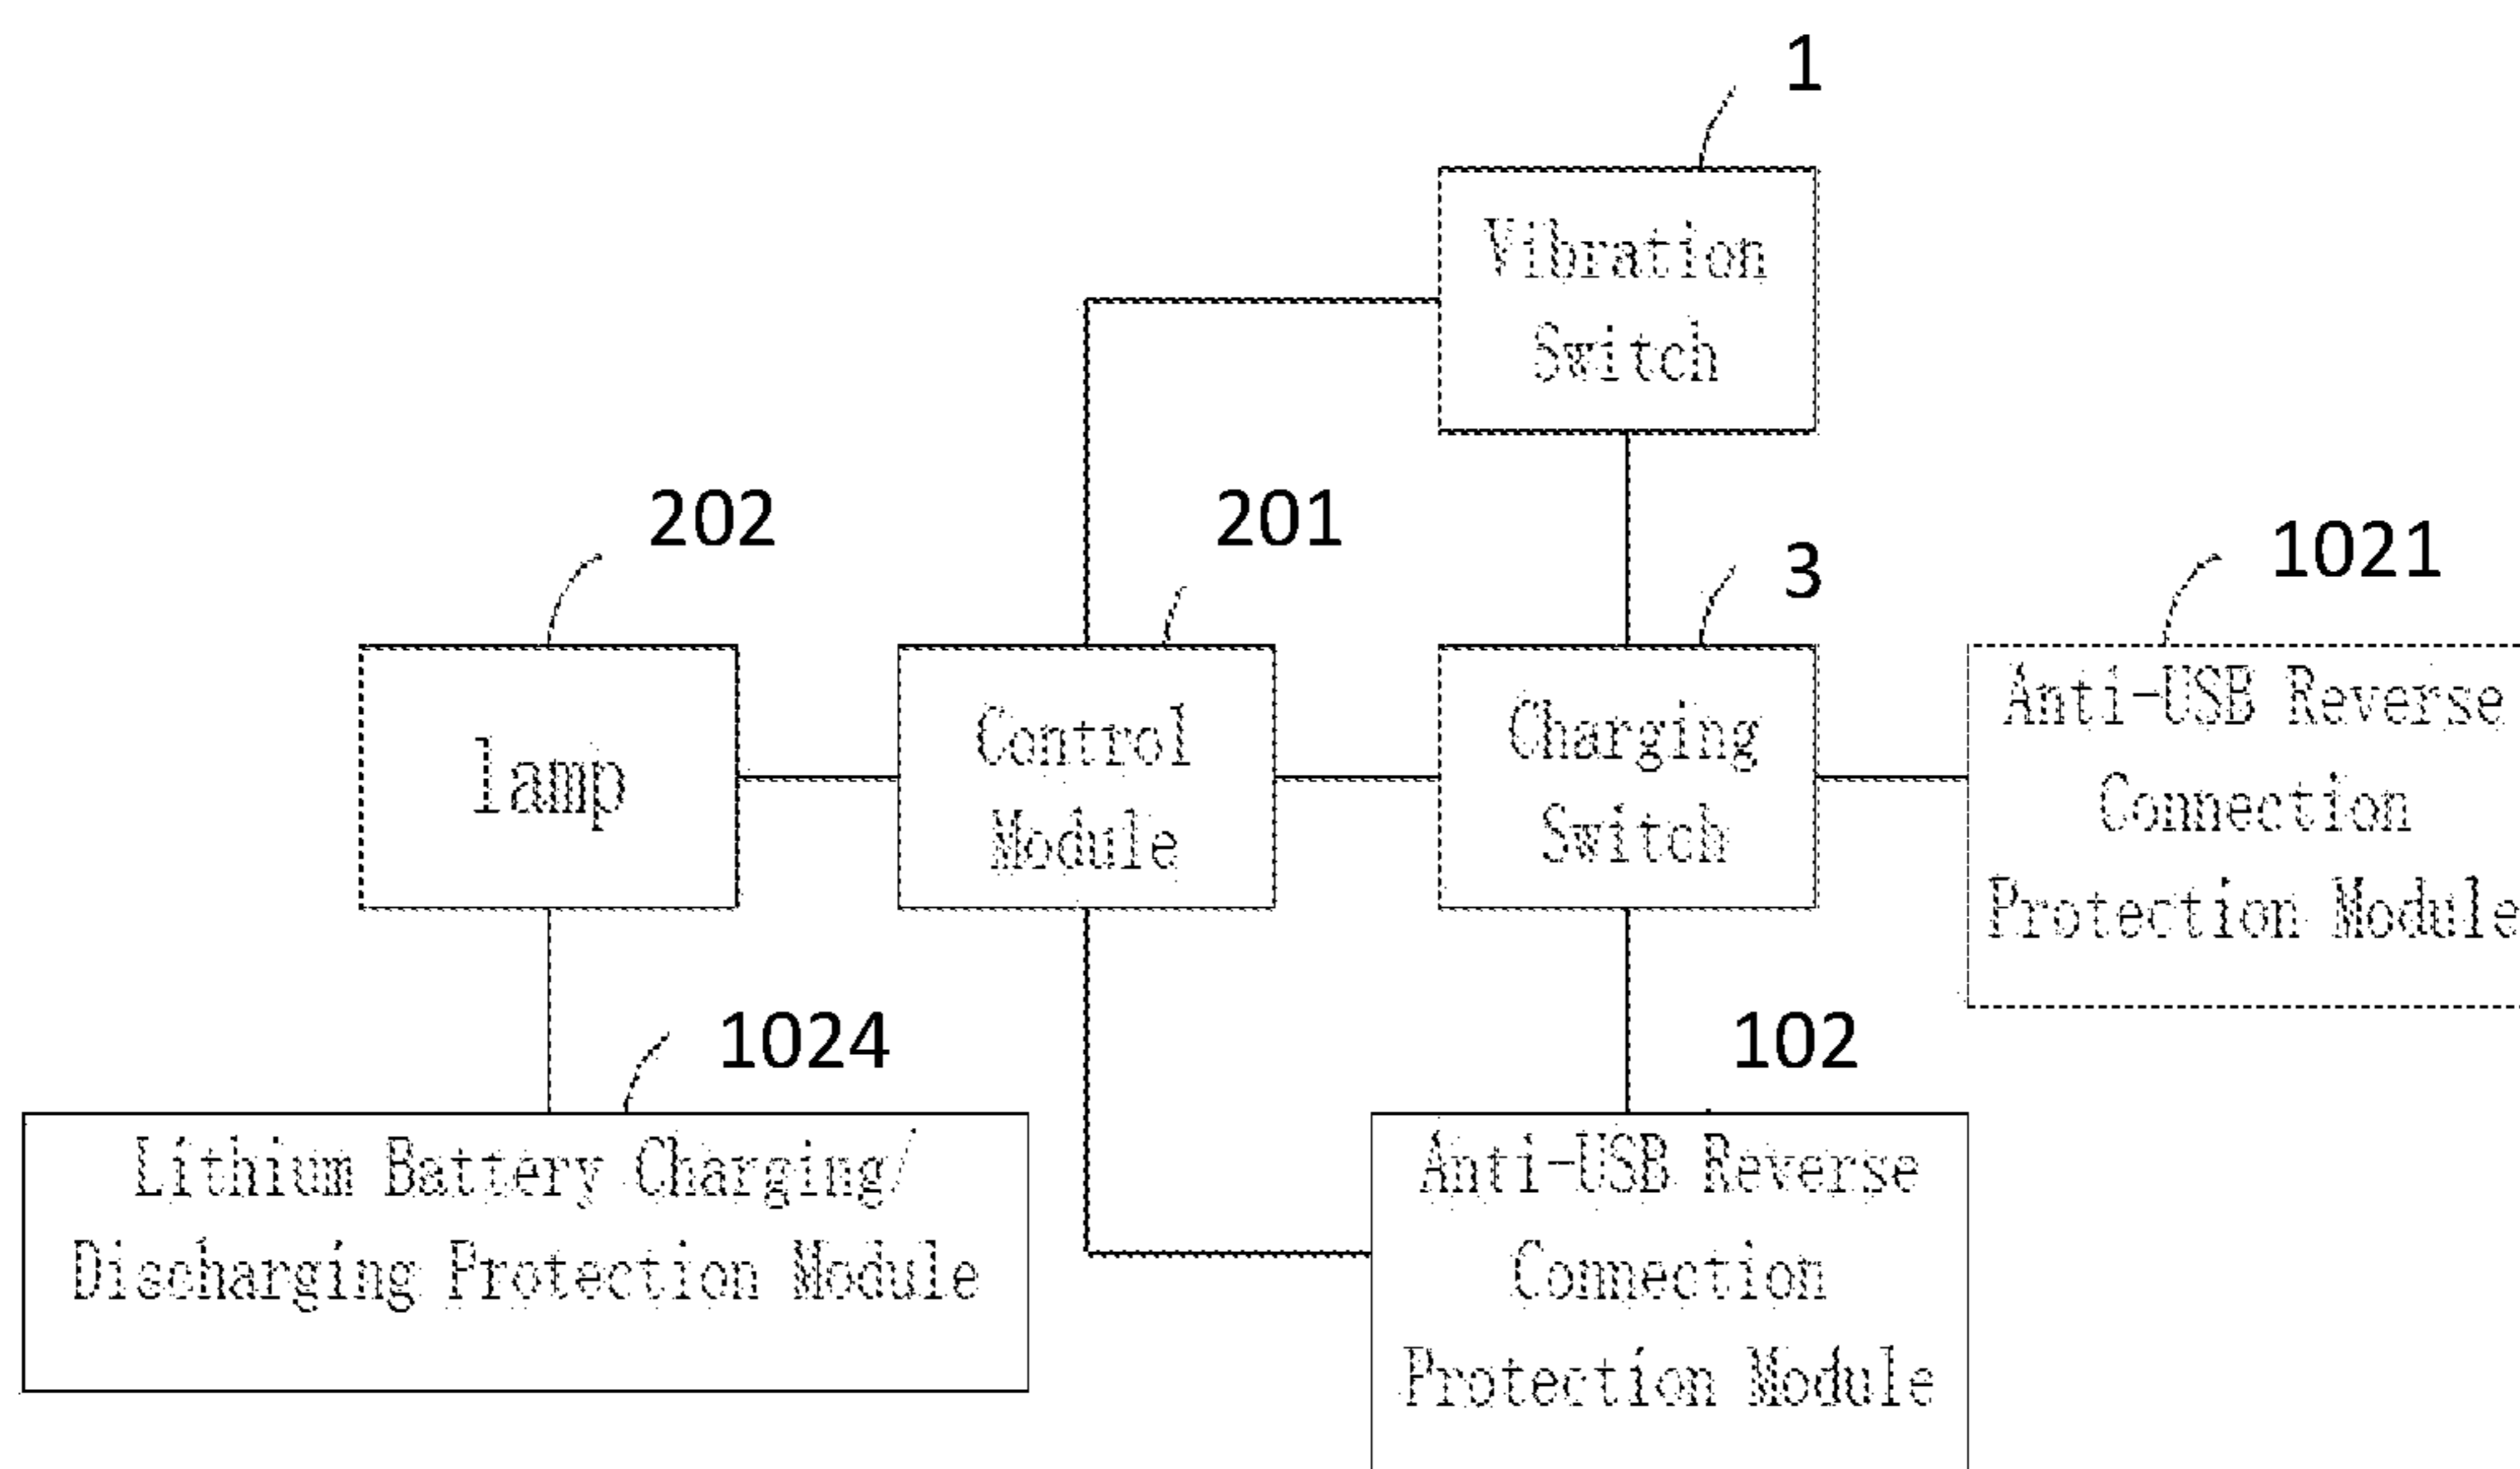 1
Vibration
Switch
202
201
3
1021
lamp
Control
Module
Charging
Switch
Anti-USB Reverse
Connection
Protection Module
1024
102
Lithium Battery Charging/
Discharging Protection Module
Anti-USB Reverse
Connection
Protection Module